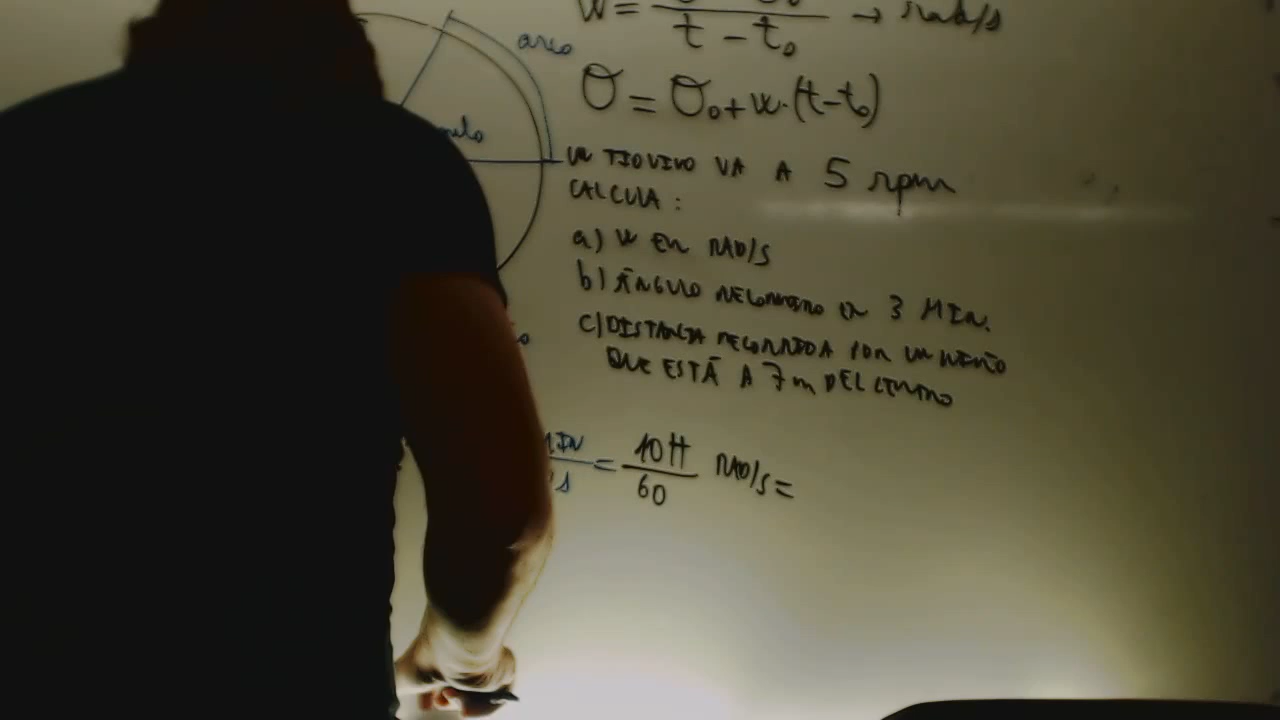 t - t₀ → rad/s
arco
θ = θ₀ + w·(t-t₀)
UN TIOVIVO VA A 5 rpm
CALCULA :
a) W EN RAD/S
b) ÁNGULO RECORRIDO EN 3 MIN.
c) DISTANCIA RECORRIDA POR UN NIÑO
QUE ESTÁ A 7 m DEL CENTRO
= 10π/60 RAD/S =